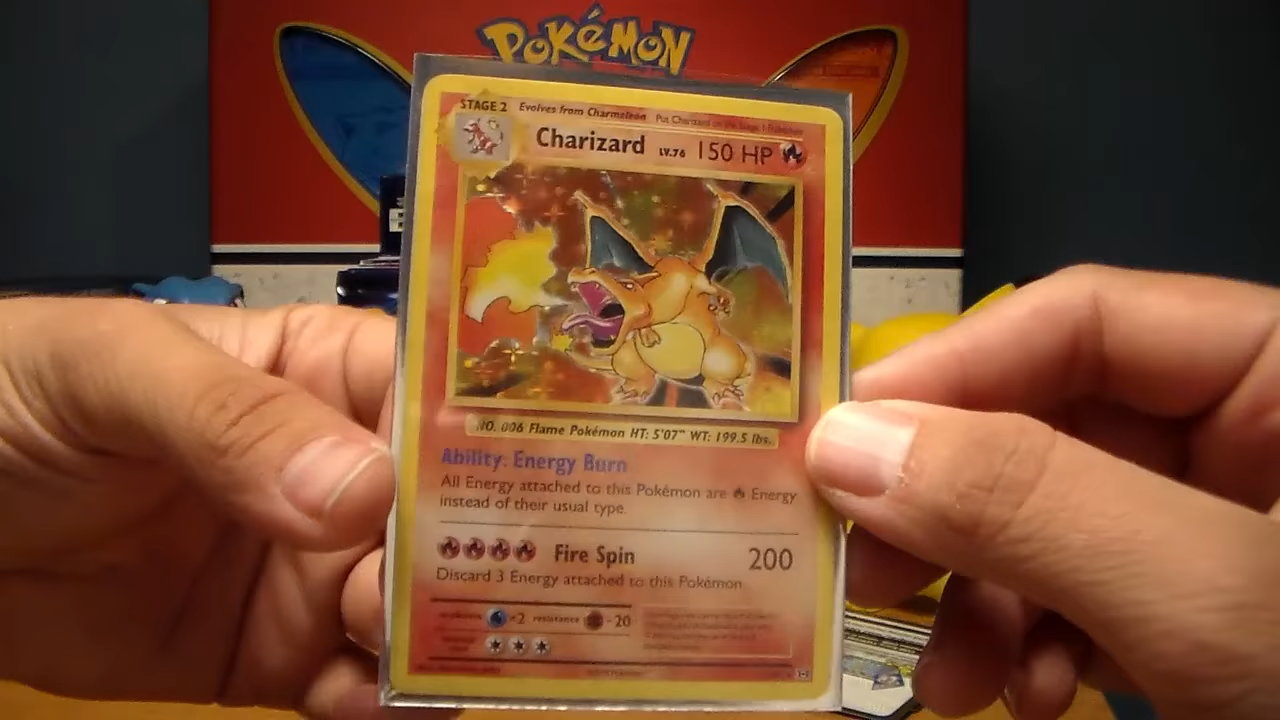 POKÉMON
STAGE 2 Evolves from Charmeleon Put Charizard on the Stage 1 Pokémon
Charizard LV.76 150 HP
NO. 006 Flame Pokémon HT: 5'07" WT: 199.5 lbs.
Ability: Energy Burn
All Energy attached to this Pokémon are Energy
instead of their usual type.
Fire Spin 200
Discard 3 Energy attached to this Pokémon
weakness ×2 resistance -20